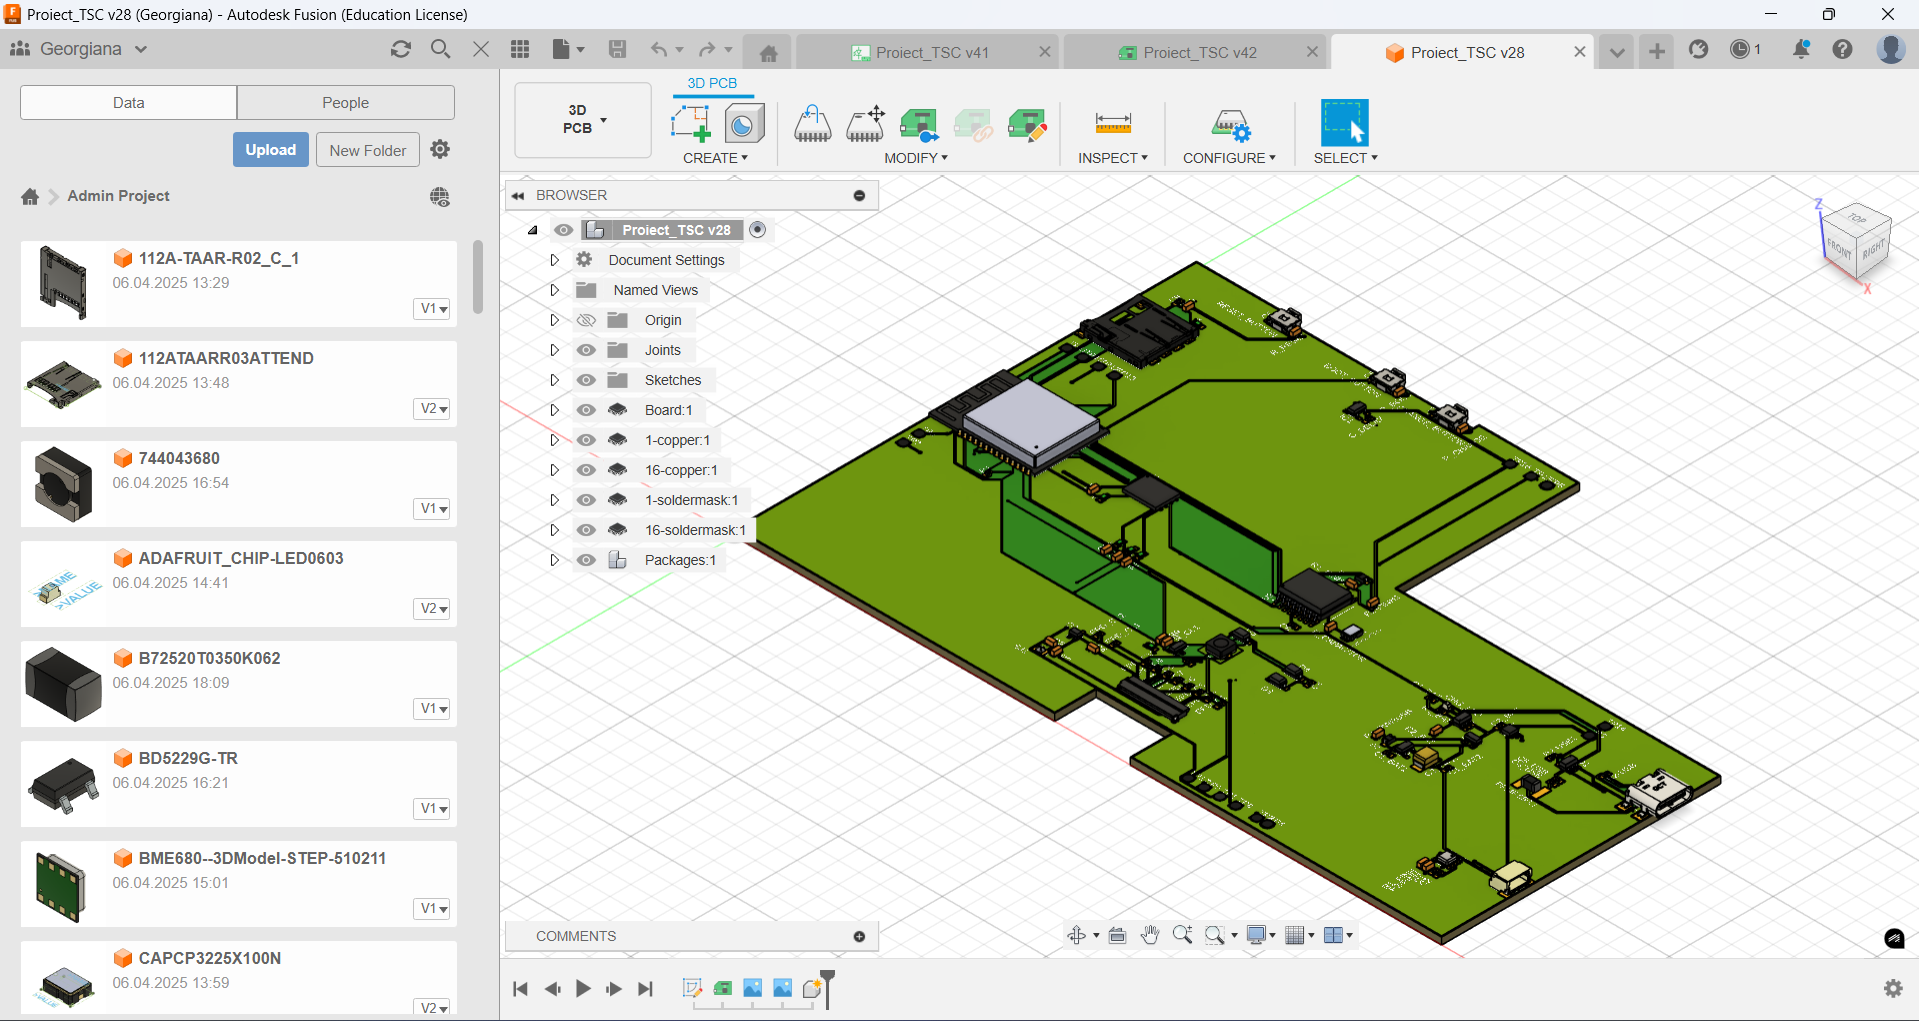 Project_TSC v28 (Georgiana) - Autodesk Fusion (Education License)
Georgiana
1
Proiect_TSC v41
Proiect_TSC v42
Proiect_TSC v28
Data
People
Upload
New Folder
Admin Project
3D PCB
3D PCB
CREATE
MODIFY
INSPECT
CONFIGURE
SELECT
112A-TAAR-R02_C_1
06.04.2025 13:29
V1
112ATAARR03ATTEND
06.04.2025 13:48
V2
744043680
06.04.2025 16:54
V1
ADAFRUIT_CHIP-LED0603
06.04.2025 14:41
V2
>VALUE
B72520T0350K062
06.04.2025 18:09
V1
BD5229G-TR
06.04.2025 16:21
V1
BME680--3DModel-STEP-510211
06.04.2025 15:01
V1
CAPCP3225X100N
06.04.2025 13:59
V2
BROWSER
Proiect_TSC v28
Document Settings
Named Views
Origin
Joints
Sketches
Board:1
1-copper:1
16-copper:1
1-soldermask:1
16-soldermask:1
Packages:1
Z
TOP
FRONT
RIGHT
X
COMMENTS